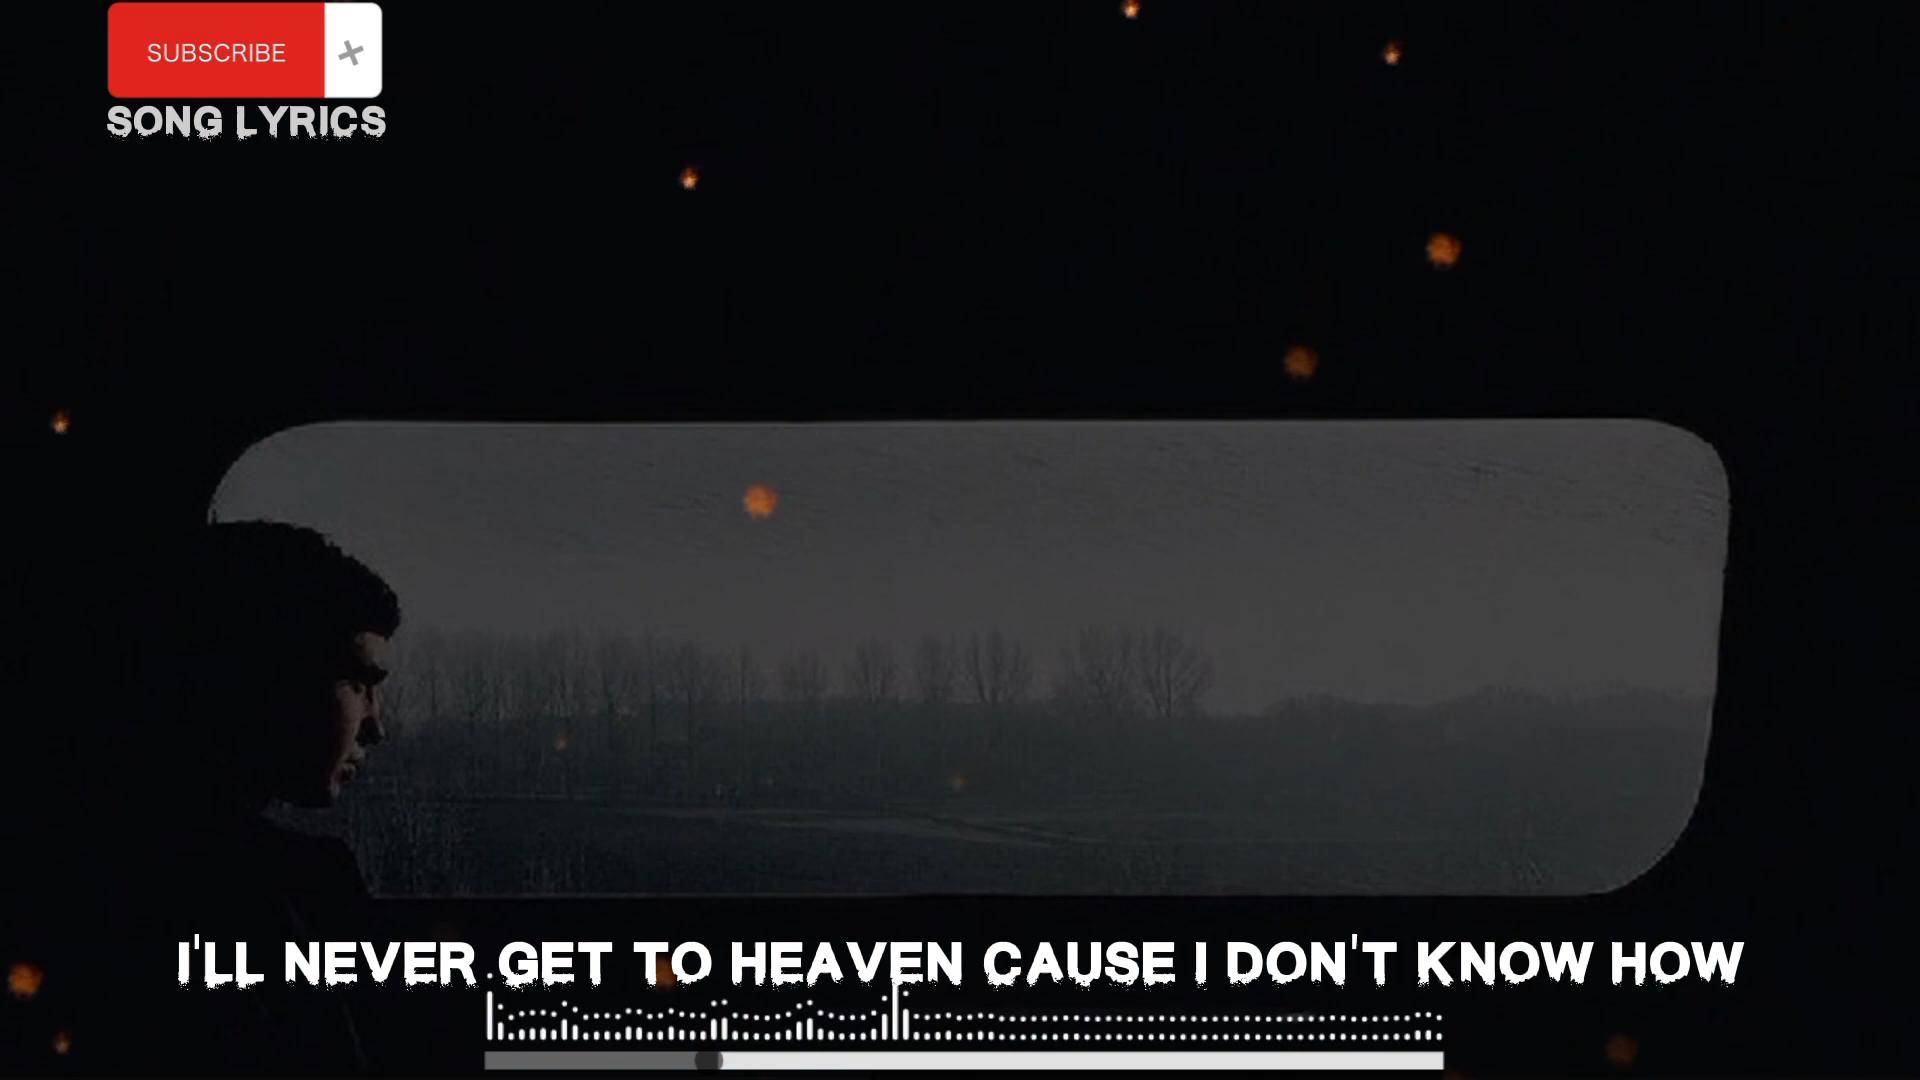 SUBSCRIBE
SONG LYRICS
I'LL NEVER GET TO HEAVEN CAUSE I DON'T KNOW HOW